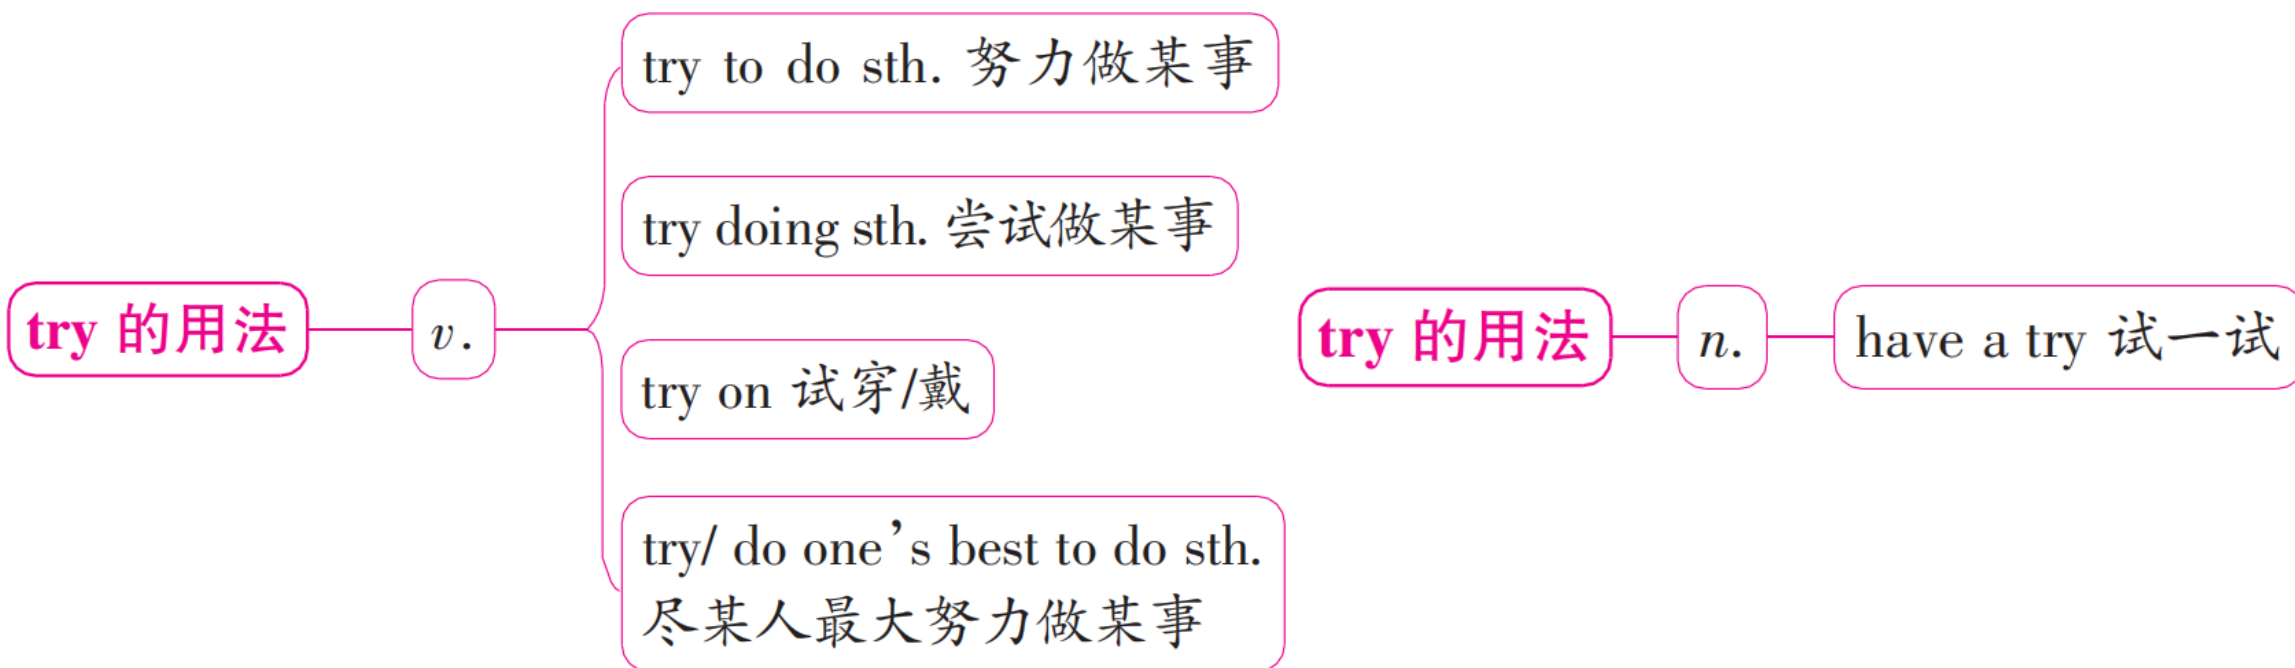 try 的用法
v.
try to do sth. 努力做某事
try doing sth. 尝试做某事
try on 试穿/戴
try/ do one’s best to do sth.
尽某人最大努力做某事
try 的用法
n.
have a try 试一试